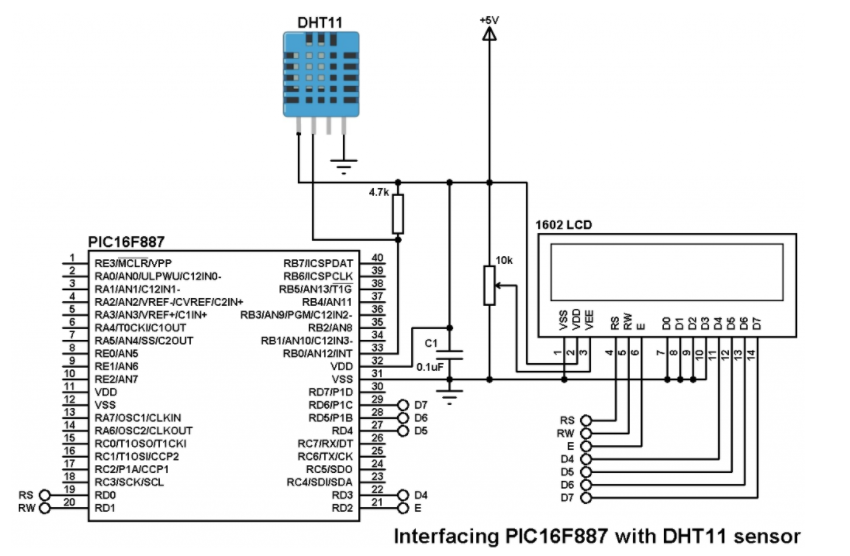 DHT11
+5V
4.7k
1602 LCD
PIC16F887
10k
1 RE3/MCLR/VPP
2 RA0/AN0/ULPWU/C12IN0-
3 RA1/AN1/C12IN1-
4 RA2/AN2/VREF-/CVREF/C2IN+
5 RA3/AN3/VREF+/C1IN+
6 RA4/T0CKI/C1OUT
7 RA5/AN4/SS/C2OUT
8 RE0/AN5
9 RE1/AN6
10 RE2/AN7
11 VDD
12 VSS
13 RA7/OSC1/CLKIN
14 RA6/OSC2/CLKOUT
15 RC0/T1OSO/T1CKI
16 RC1/T1OSI/CCP2
17 RC2/P1A/CCP1
18 RC3/SCK/SCL
RS 19 RD0
RW 20 RD1
RB7/ICSPDAT 40
RB6/ICSPCLK 39
RB5/AN13/T1G 38
RB4/AN11 37
RB3/AN9/PGM/C12IN2- 36
RB2/AN8 35
RB1/AN10/C12IN3- 34
RB0/AN12/INT 33
VDD 32
VSS 31
RD7/P1D 30
RD6/P1C 29 D7
RD5/P1B 28 D6
RD4 27 D5
RC7/RX/DT 26
RC6/TX/CK 25
RC5/SDO 24
RC4/SDI/SDA 23
RD3 22 D4
RD2 21 E
C1
0.1uF
VSS VDD VEE RS RW E D0 D1 D2 D3 D4 D5 D6 D7
1 2 3 4 5 6 7 8 9 10 11 12 13 14
RS
RW
E
D4
D5
D6
D7
Interfacing PIC16F887 with DHT11 sensor